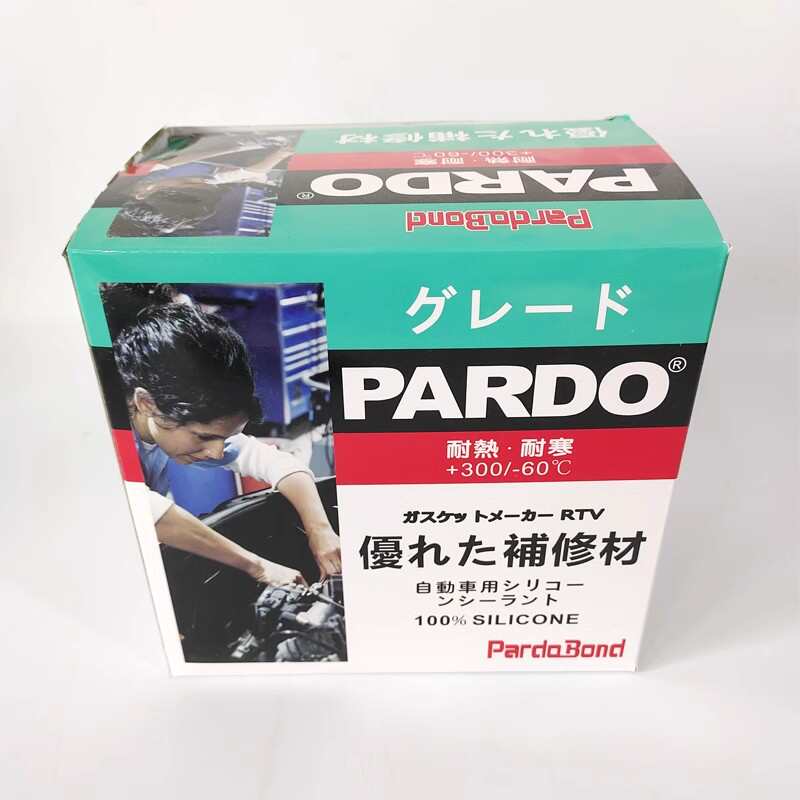 優れた補修材
耐熱・耐寒
+300/-60℃
PARDO®
PardoBond
グレード
PARDO®
耐熱・耐寒
+300/-60℃
ガスケットメーカー RTV
優れた補修材
自動車用シリコー
ンシーラント
100% SILICONE
PardoBond